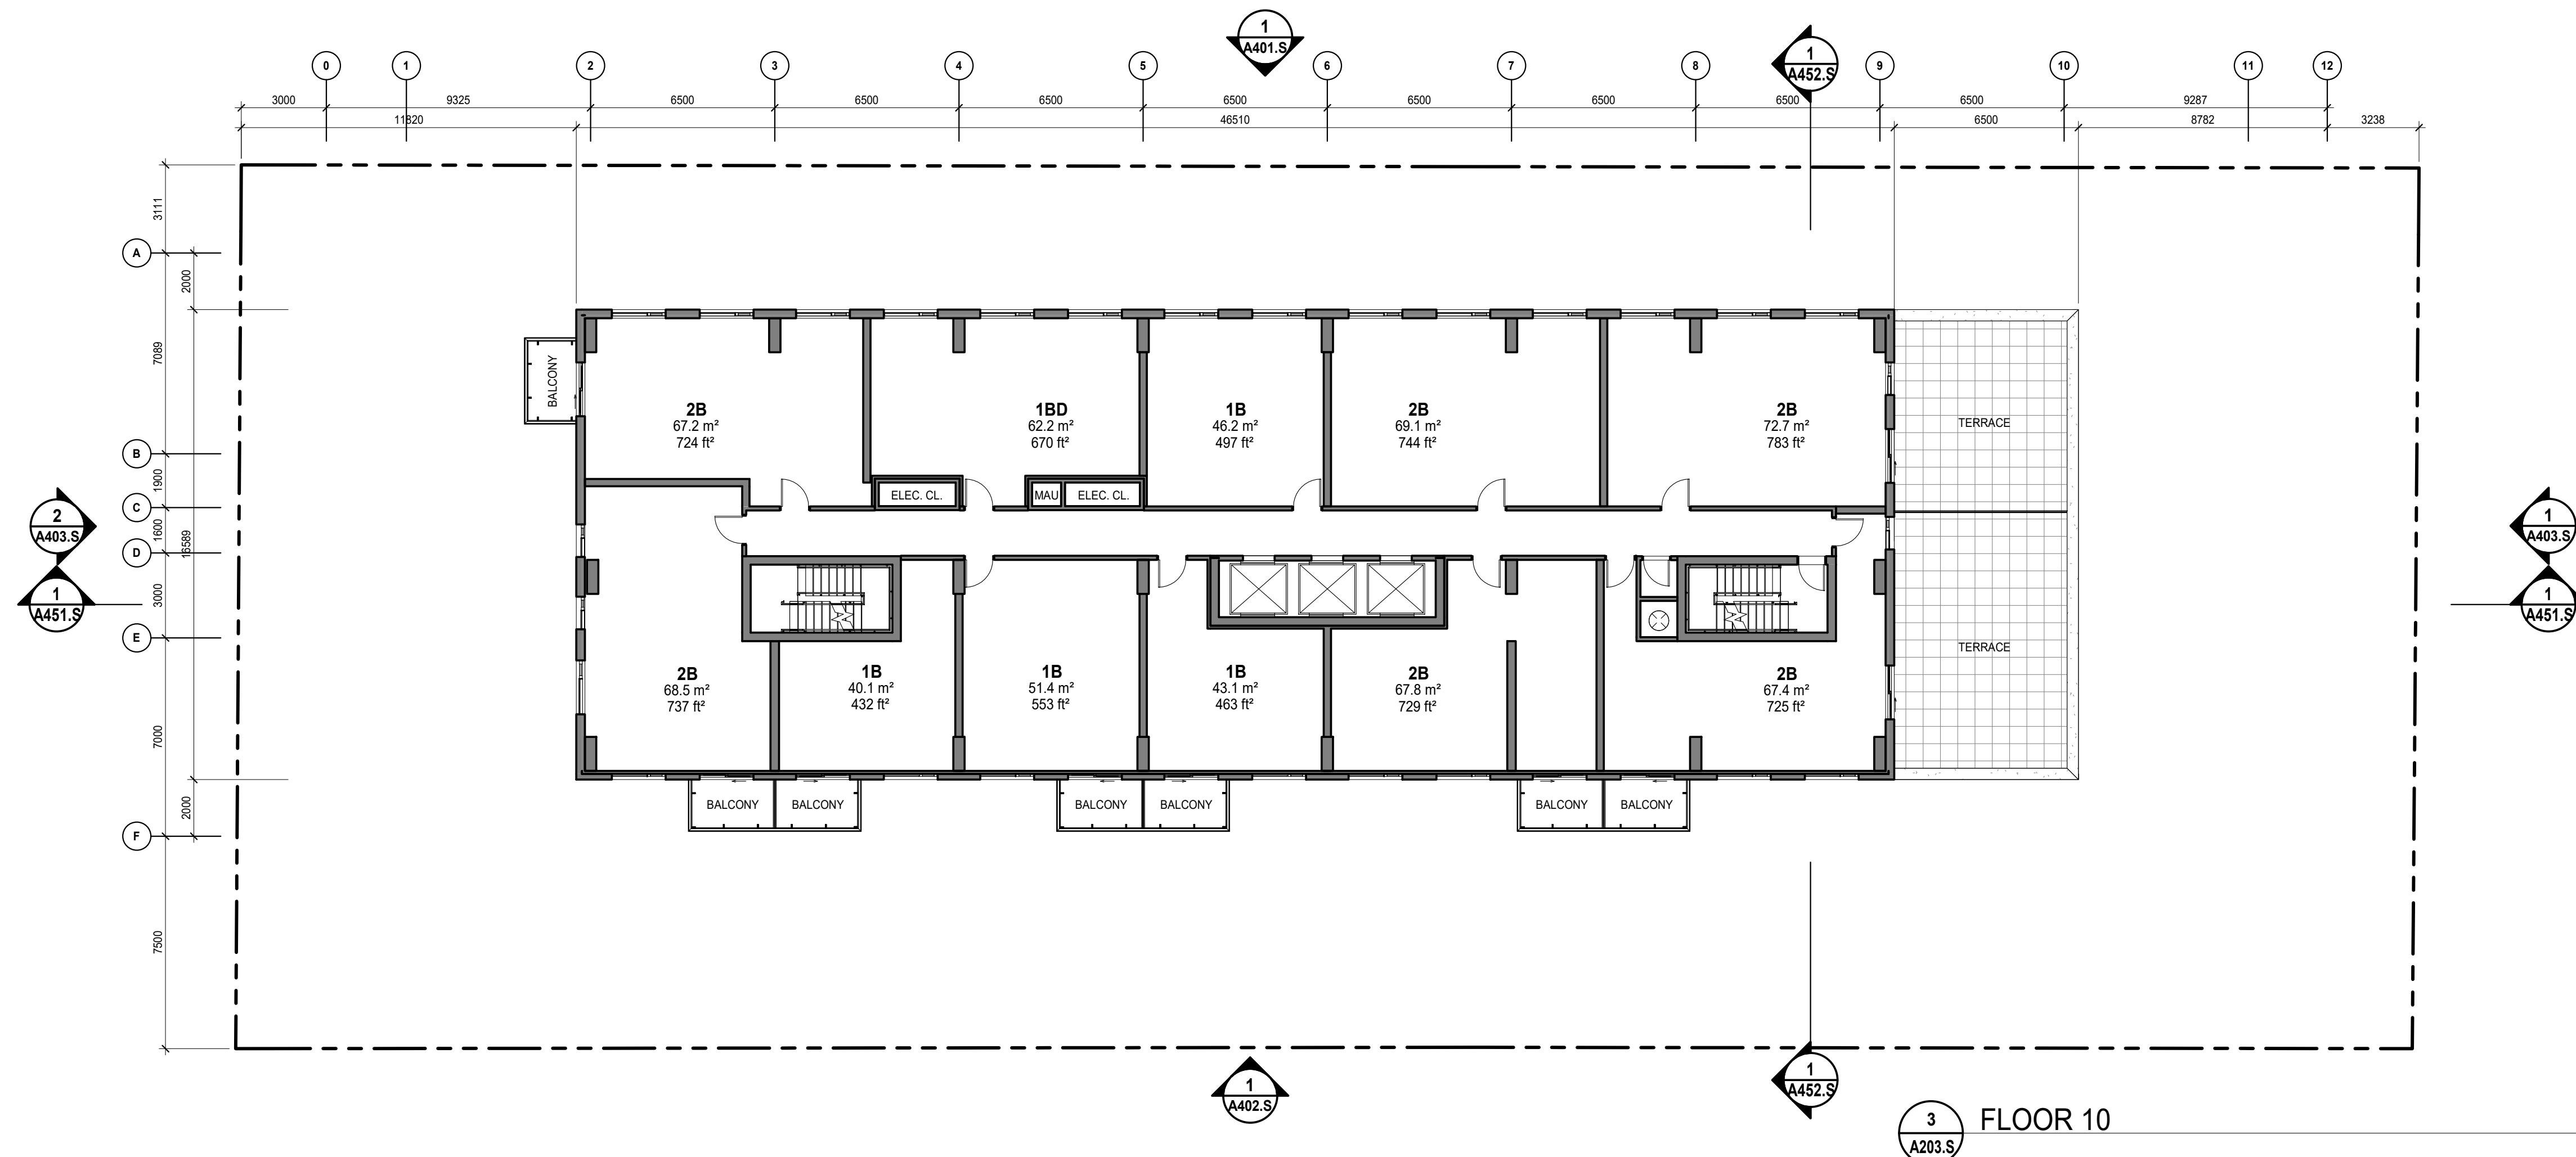 1
A401.S
1
A452.S
0
1
2
3
4
5
6
7
8
9
10
11
12
3000
9325
6500
6500
6500
6500
6500
6500
6500
6500
9287
11820
46510
6500
8782
3238
3111
A
2000
7089
B
1900
C
1600
D
16589
3000
E
7000
2000
F
7500
2
A403.S
1
A451.S
1
A403.S
1
A451.S
BALCONY
2B
67.2 m²
724 ft²
1BD
62.2 m²
670 ft²
1B
46.2 m²
497 ft²
2B
69.1 m²
744 ft²
2B
72.7 m²
783 ft²
TERRACE
ELEC. CL.
MAU
ELEC. CL.
TERRACE
2B
68.5 m²
737 ft²
1B
40.1 m²
432 ft²
1B
51.4 m²
553 ft²
1B
43.1 m²
463 ft²
2B
67.8 m²
729 ft²
2B
67.4 m²
725 ft²
BALCONY
BALCONY
BALCONY
BALCONY
BALCONY
BALCONY
1
A402.S
1
A452.S
3
A203.S
FLOOR 10